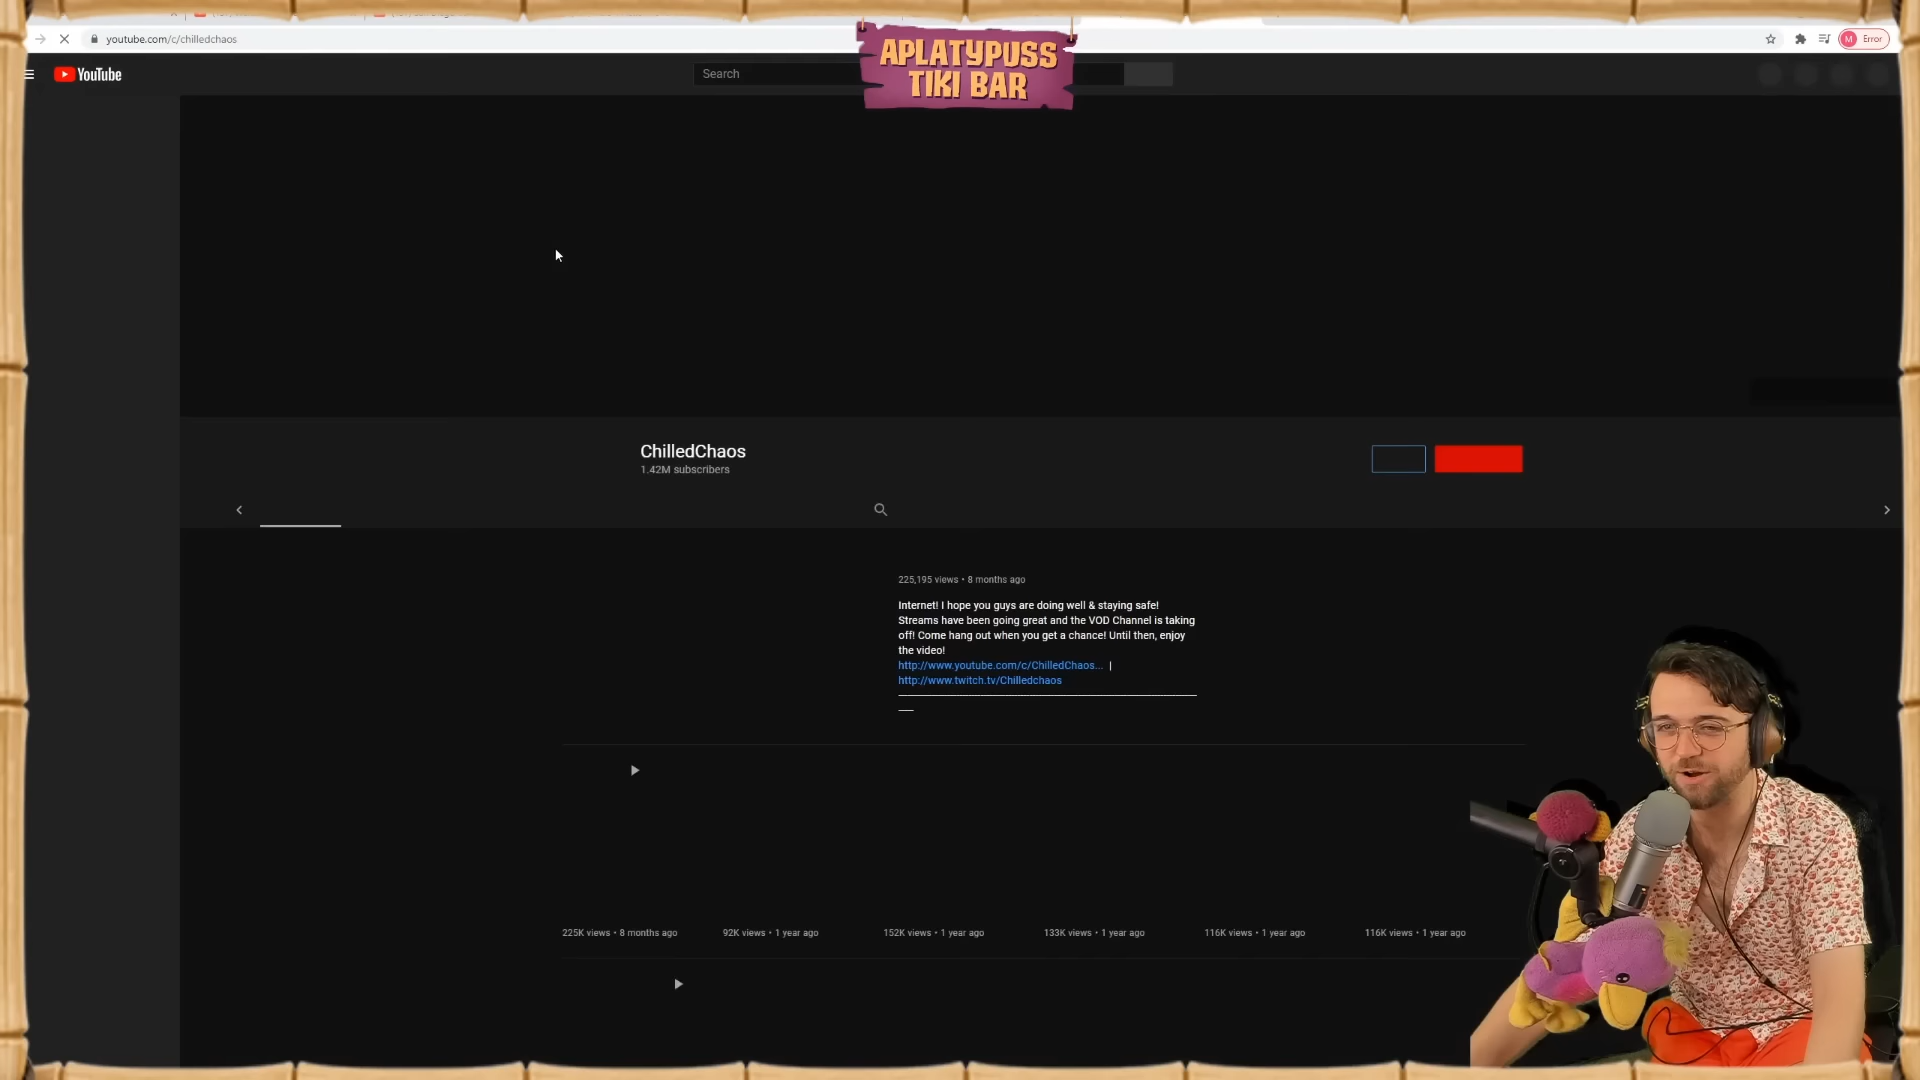 youtube.com/c/chilledchaos
M Error
YouTube
Search
APLATYPUSS
TIKI BAR
ChilledChaos
1.42M subscribers
225,195 views • 8 months ago
Internet! I hope you guys are doing well & staying safe!
Streams have been going great and the VOD Channel is taking
off! Come hang out when you get a chance! Until then, enjoy
the video!
http://www.youtube.com/c/ChilledChaos... |
http://www.twitch.tv/Chilledchaos
225K views • 8 months ago
92K views • 1 year ago
152K views • 1 year ago
133K views • 1 year ago
116K views • 1 year ago
116K views • 1 year ago